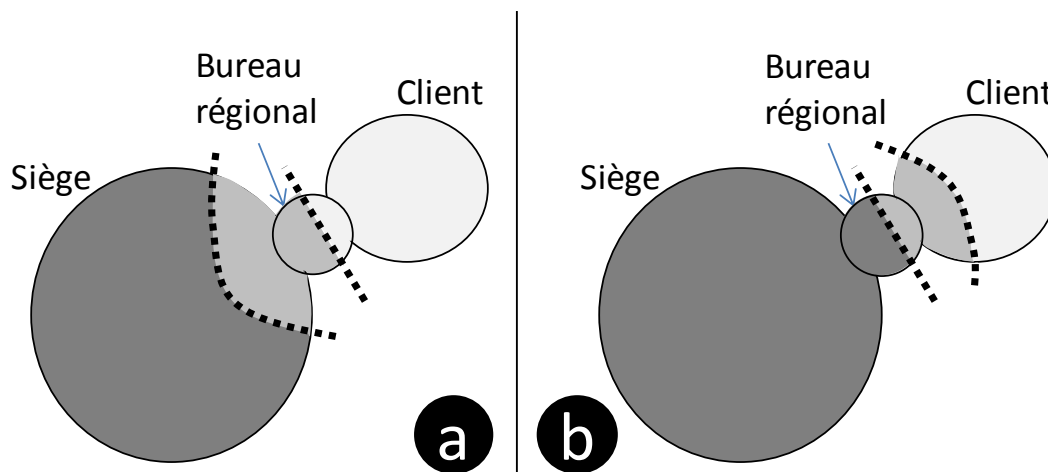 Bureau
régional
Client
Siège
a
Bureau
régional
Client
Siège
b